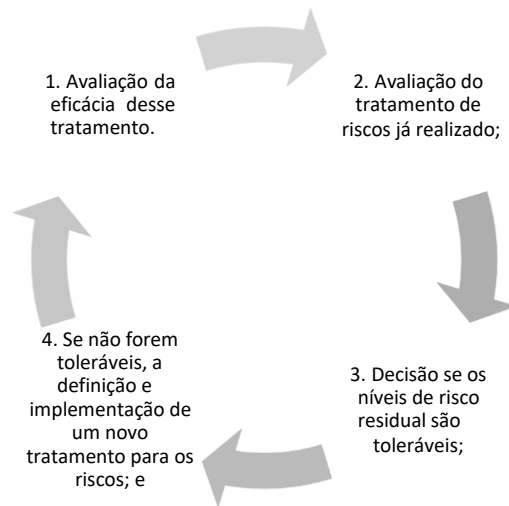 1. Avaliação da
eficácia desse
tratamento.
2. Avaliação do
tratamento de
riscos já realizado;
3. Decisão se os
níveis de risco
residual são
toleráveis;
4. Se não forem
toleráveis, a
definição e
implementação de
um novo
tratamento para os
riscos; e